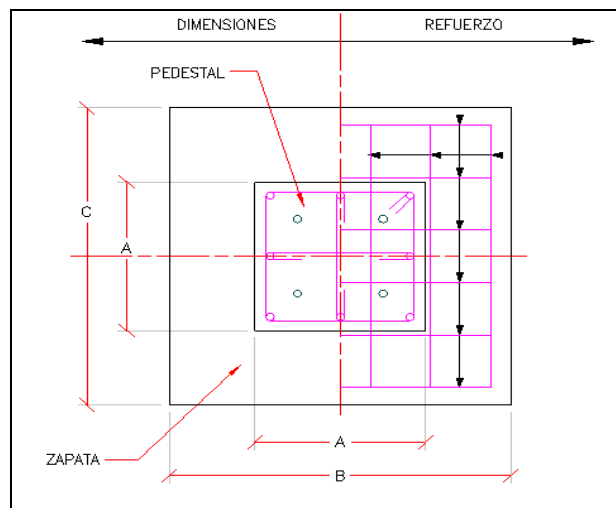 DIMENSIONES
REFUERZO
PEDESTAL
C
A
A
ZAPATA
B